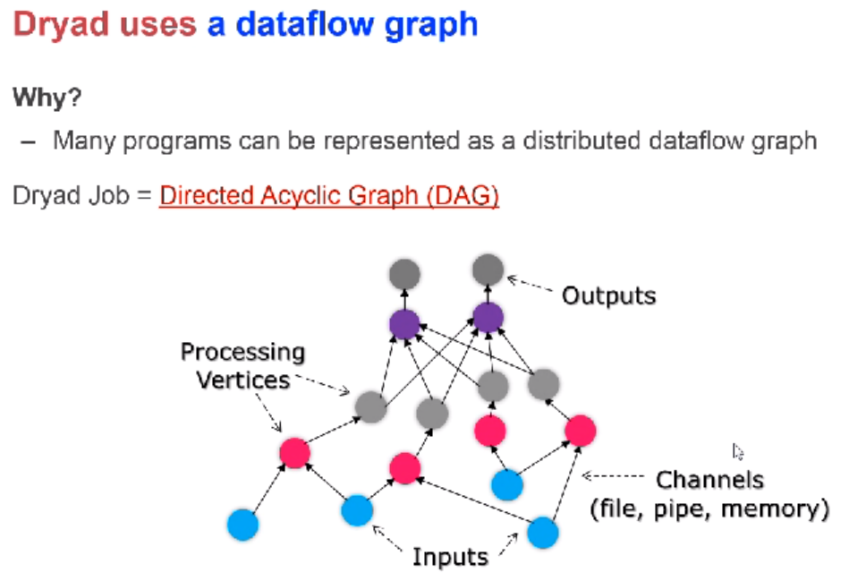 Dryad uses a dataflow graph
Why?
– Many programs can be represented as a distributed dataflow graph
Dryad Job = Directed Acyclic Graph (DAG)
Outputs
Processing
Vertices
Channels
(file, pipe, memory)
Inputs